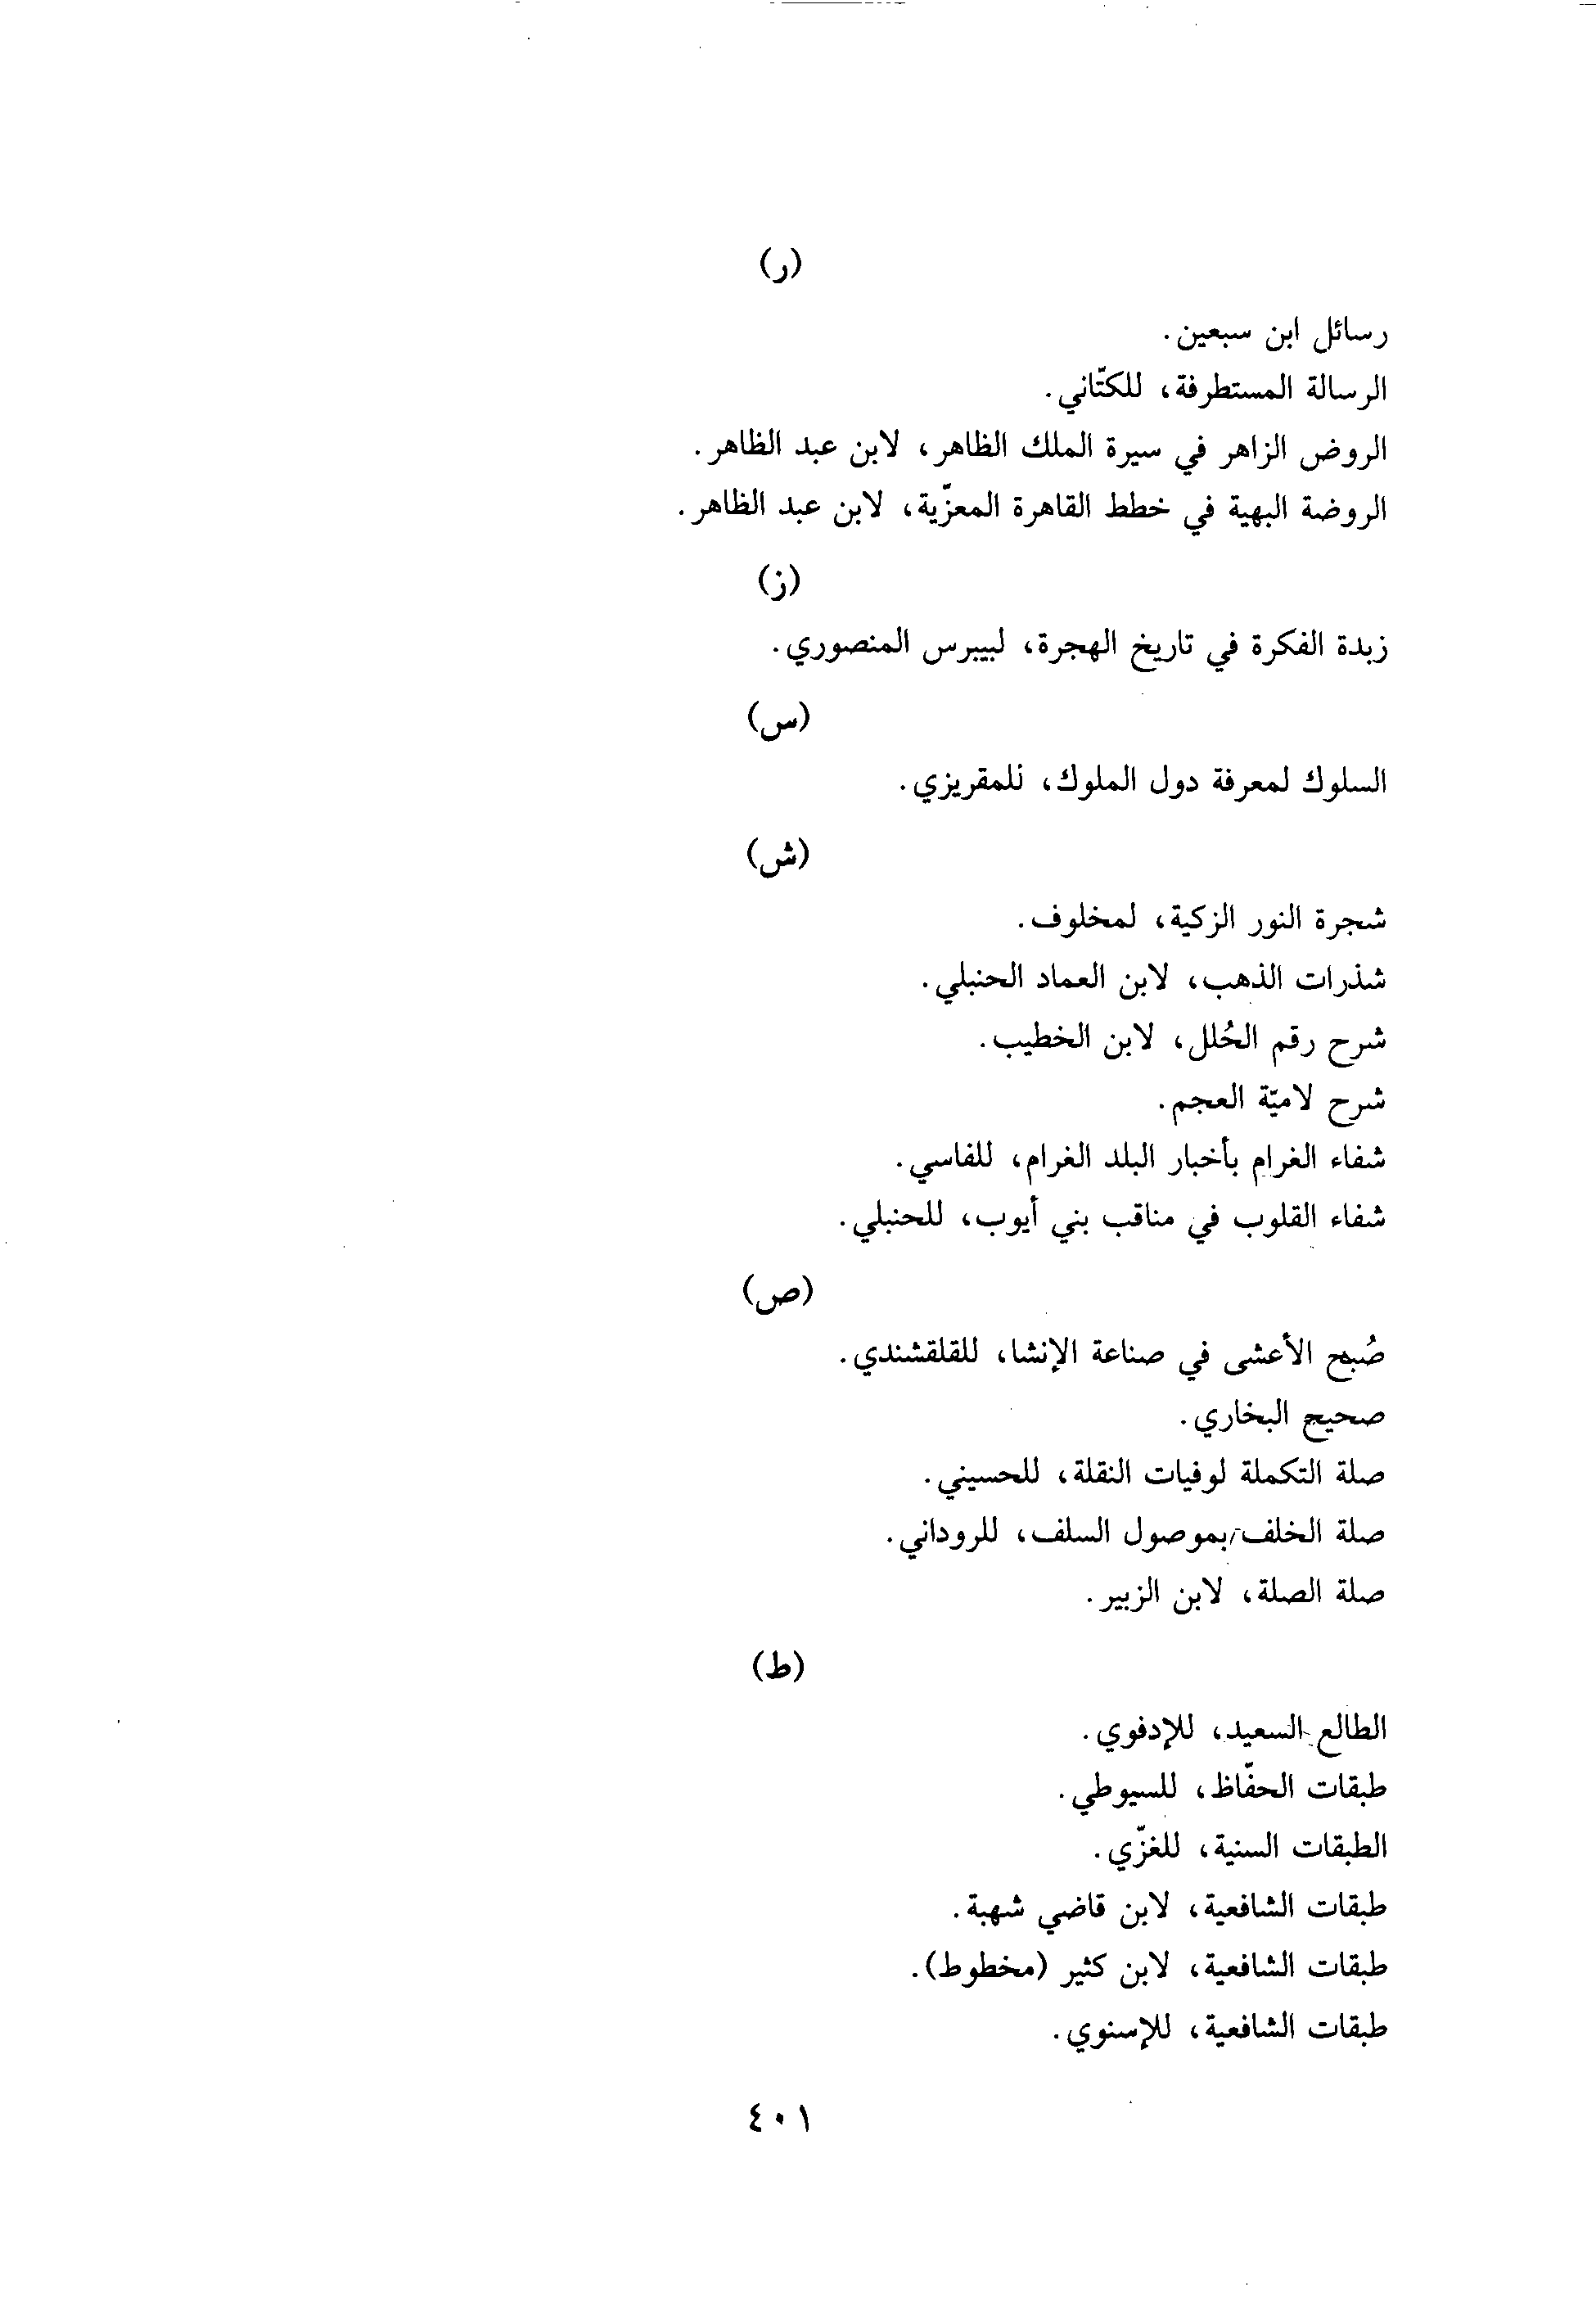 (ر)
رسائل ابن سبعين.
الرسالة المستطرفة، للكتّاني.
الروض الزاهر في سيرة الملك الظاهر، لابن عبد الظاهر.
الروضة البهية في خطط القاهرة المعزّية، لابن عبد الظاهر.
(ز)
زبدة الفكرة في تاريخ الهجرة، لبيبرس المنصوري.
(س)
السلوك لمعرفة دول الملوك، للمقريزي.
(ش)
شجرة النور الزكية، لمخلوف.
شذرات الذهب، لابن العماد الحنبلي.
شرح رقم الحُلل، لابن الخطيب.
شرح لاميّة العجم.
شفاء الغرام بأخبار البلد الغرام، للفاسي.
شفاء القلوب في مناقب بني أيوب، للحنبلي.
(ص)
صُبح الأعشى في صناعة الإنشا، للقلقشندي.
صحيح البخاري.
صلة التكملة لوفيات النقلة، للحسيني.
صلة الخلف بموصول السلف، للروداني.
صلة الصلة، لابن الزبير.
(ط)
الطالع السعيد، للإدفوي.
طبقات الحفّاظ، للسيوطي.
الطبقات السنية، للغزّي.
طبقات الشافعية، لابن قاضي شهبة.
طبقات الشافعية، لابن كثير (مخطوط).
طبقات الشافعية، للإسنوي.
٤٠١